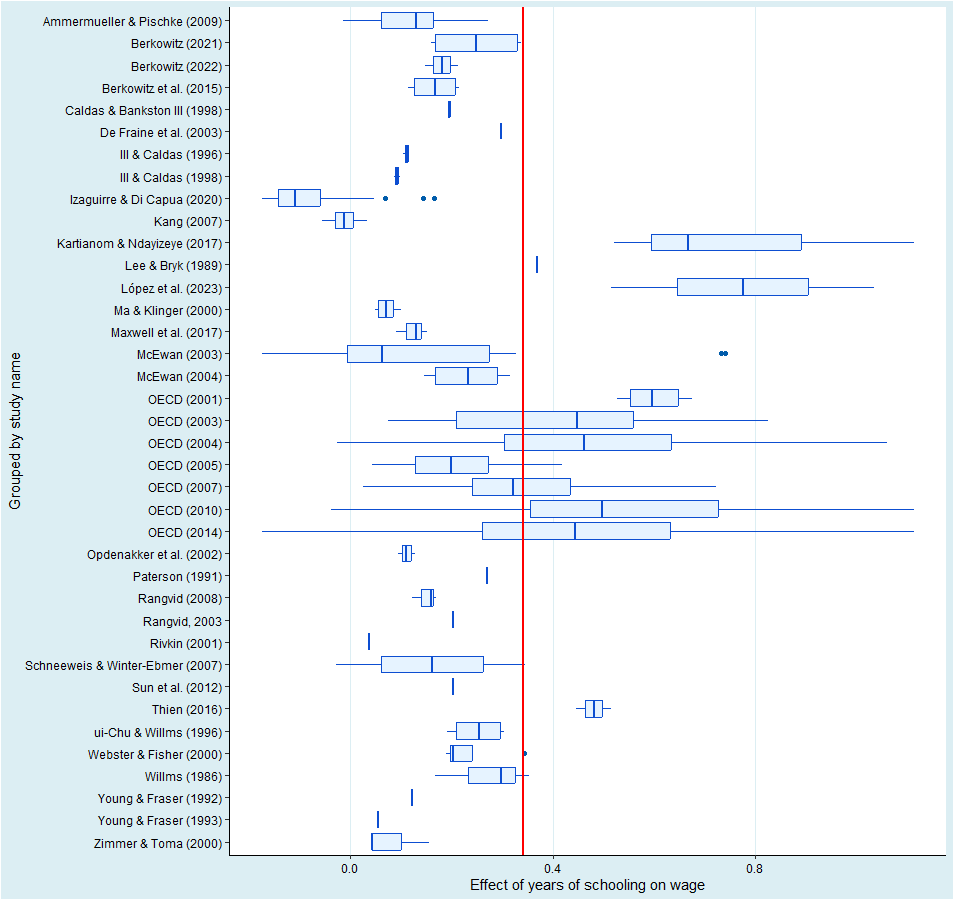 Ammermueller & Pischke (2009)
Berkowitz (2021)
Berkowitz (2022)
Berkowitz et al. (2015)
Caldas & Bankston III (1998)
De Fraine et al. (2003)
III & Caldas (1996)
III & Caldas (1998)
Izaguirre & Di Capua (2020)
Kang (2007)
Kartianom & Ndayizeye (2017)
Lee & Bryk (1989)
López et al. (2023)
Ma & Klinger (2000)
Maxwell et al. (2017)
McEwan (2003)
McEwan (2004)
OECD (2001)
OECD (2003)
OECD (2004)
OECD (2005)
OECD (2007)
OECD (2010)
OECD (2014)
Opdenakker et al. (2002)
Paterson (1991)
Rangvid (2008)
Rangvid, 2003
Rivkin (2001)
Schneeweis & Winter-Ebmer (2007)
Sun et al. (2012)
Thien (2016)
ui-Chu & Willms (1996)
Webster & Fisher (2000)
Willms (1986)
Young & Fraser (1992)
Young & Fraser (1993)
Zimmer & Toma (2000)
Grouped by study name
0.0 0.4 0.8
Effect of years of schooling on wage